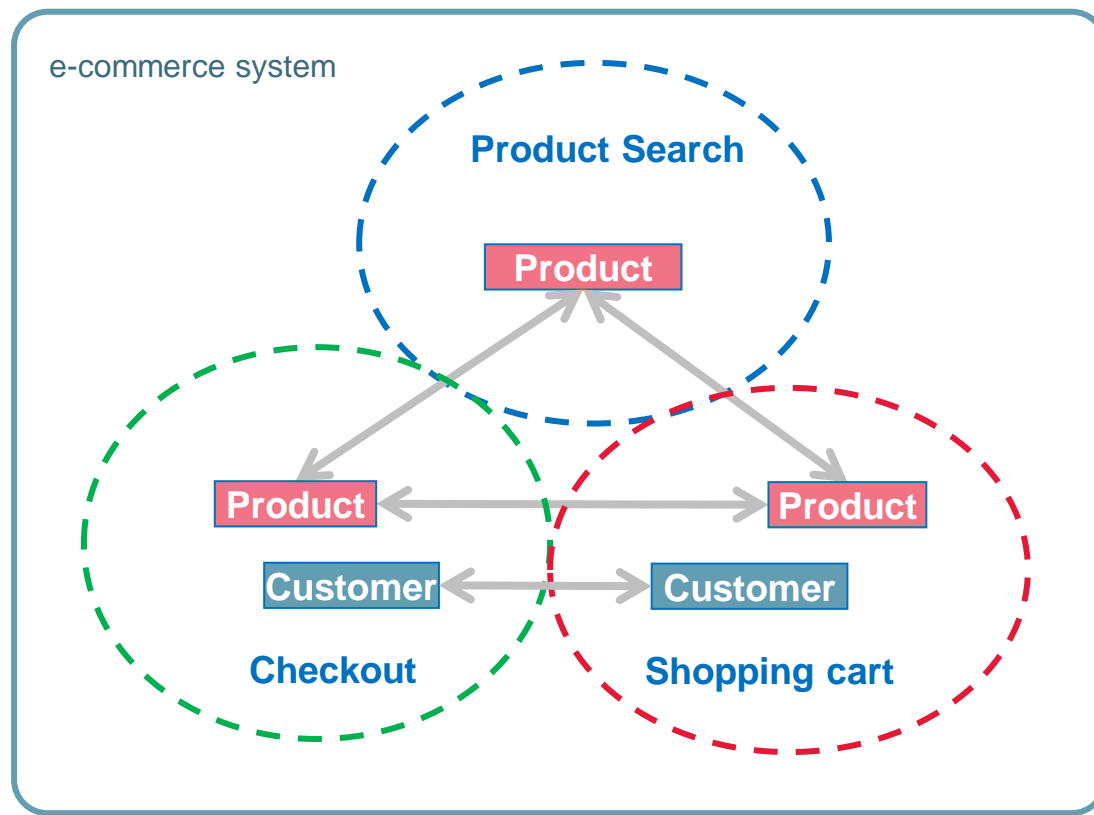 e-commerce system
Product Search
Product
Product
Product
Customer
Customer
Checkout
Shopping cart